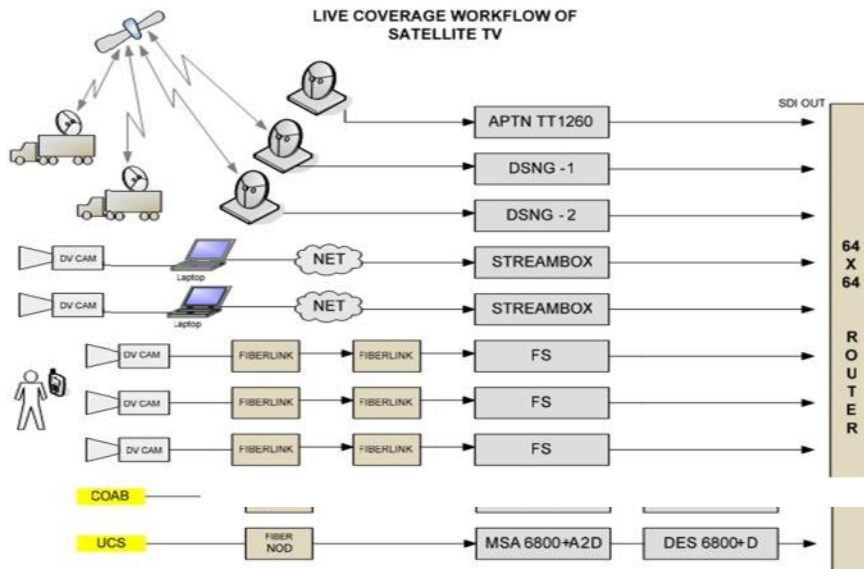 LIVE COVERAGE WORKFLOW OF
SATELLITE TV
SDI OUT
APTN TT1260
DSNG -1
DSNG - 2
DV CAM
Laptop
NET
STREAMBOX
DV CAM
Laptop
NET
STREAMBOX
64
X
64
R
O
U
T
E
R
DV CAM
FIBERLINK
FIBERLINK
FS
DV CAM
FIBERLINK
FIBERLINK
FS
DV CAM
FIBERLINK
FIBERLINK
FS
COAB
UCS
FIBER
NOD
MSA 6800+A2D
DES 6800+D